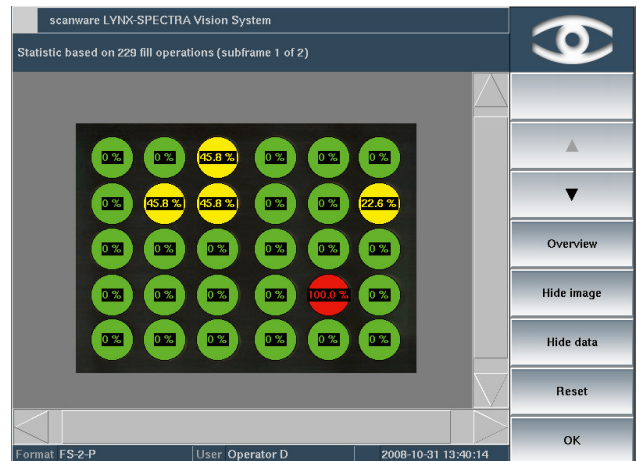 scanware LYNX-SPECTRA Vision System
Statistic based on 229 fill operations (subframe 1 of 2)
0 % 0 % 45.8 % 0 % 0 % 0 %
0 % 45.8 % 45.8 % 0 % 0 % 22.6 %
0 % 0 % 0 % 0 % 0 % 0 %
0 % 0 % 0 % 0 % 100.0 % 0 %
0 % 0 % 0 % 0 % 0 % 0 %
Overview
Hide image
Hide data
Reset
OK
Format FS-2-P User Operator D 2008-10-31 13:40:14